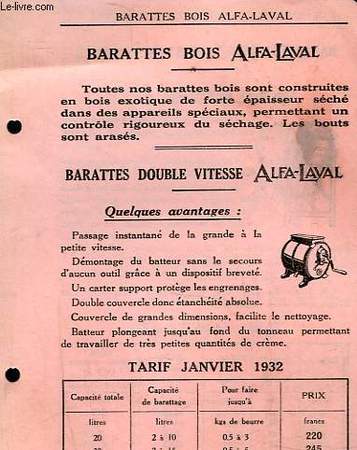 Le-livre.com
BARATTES BOIS ALFA-LAVAL
BARATTES BOIS ALFA-LAVAL
Toutes nos barattes bois sont construites
en bois exotique de forte épaisseur séché
dans des appareils spéciaux, permettant un
contrôle rigoureux du séchage. Les bouts
sont arasés.
BARATTES DOUBLE VITESSE ALFA-LAVAL
Quelques avantages :
Passage instantané de la grande à la
petite vitesse.
Démontage du batteur sans le secours
d'aucun outil grâce à un dispositif breveté.
Un carter support protège les engrenages.
Double couvercle donc étanchéité absolue.
Couvercle de grandes dimensions, facilite le nettoyage.
Batteur plongeant jusqu'au fond du tonneau permettant
de travailler de très petites quantités de crème.
TARIF JANVIER 1932
Capacité totale Capacité de barattage Pour faire jusqu'à PRIX
litres litres kgs de beurre francs
20 2 à 10 0,5 à 3 220
245